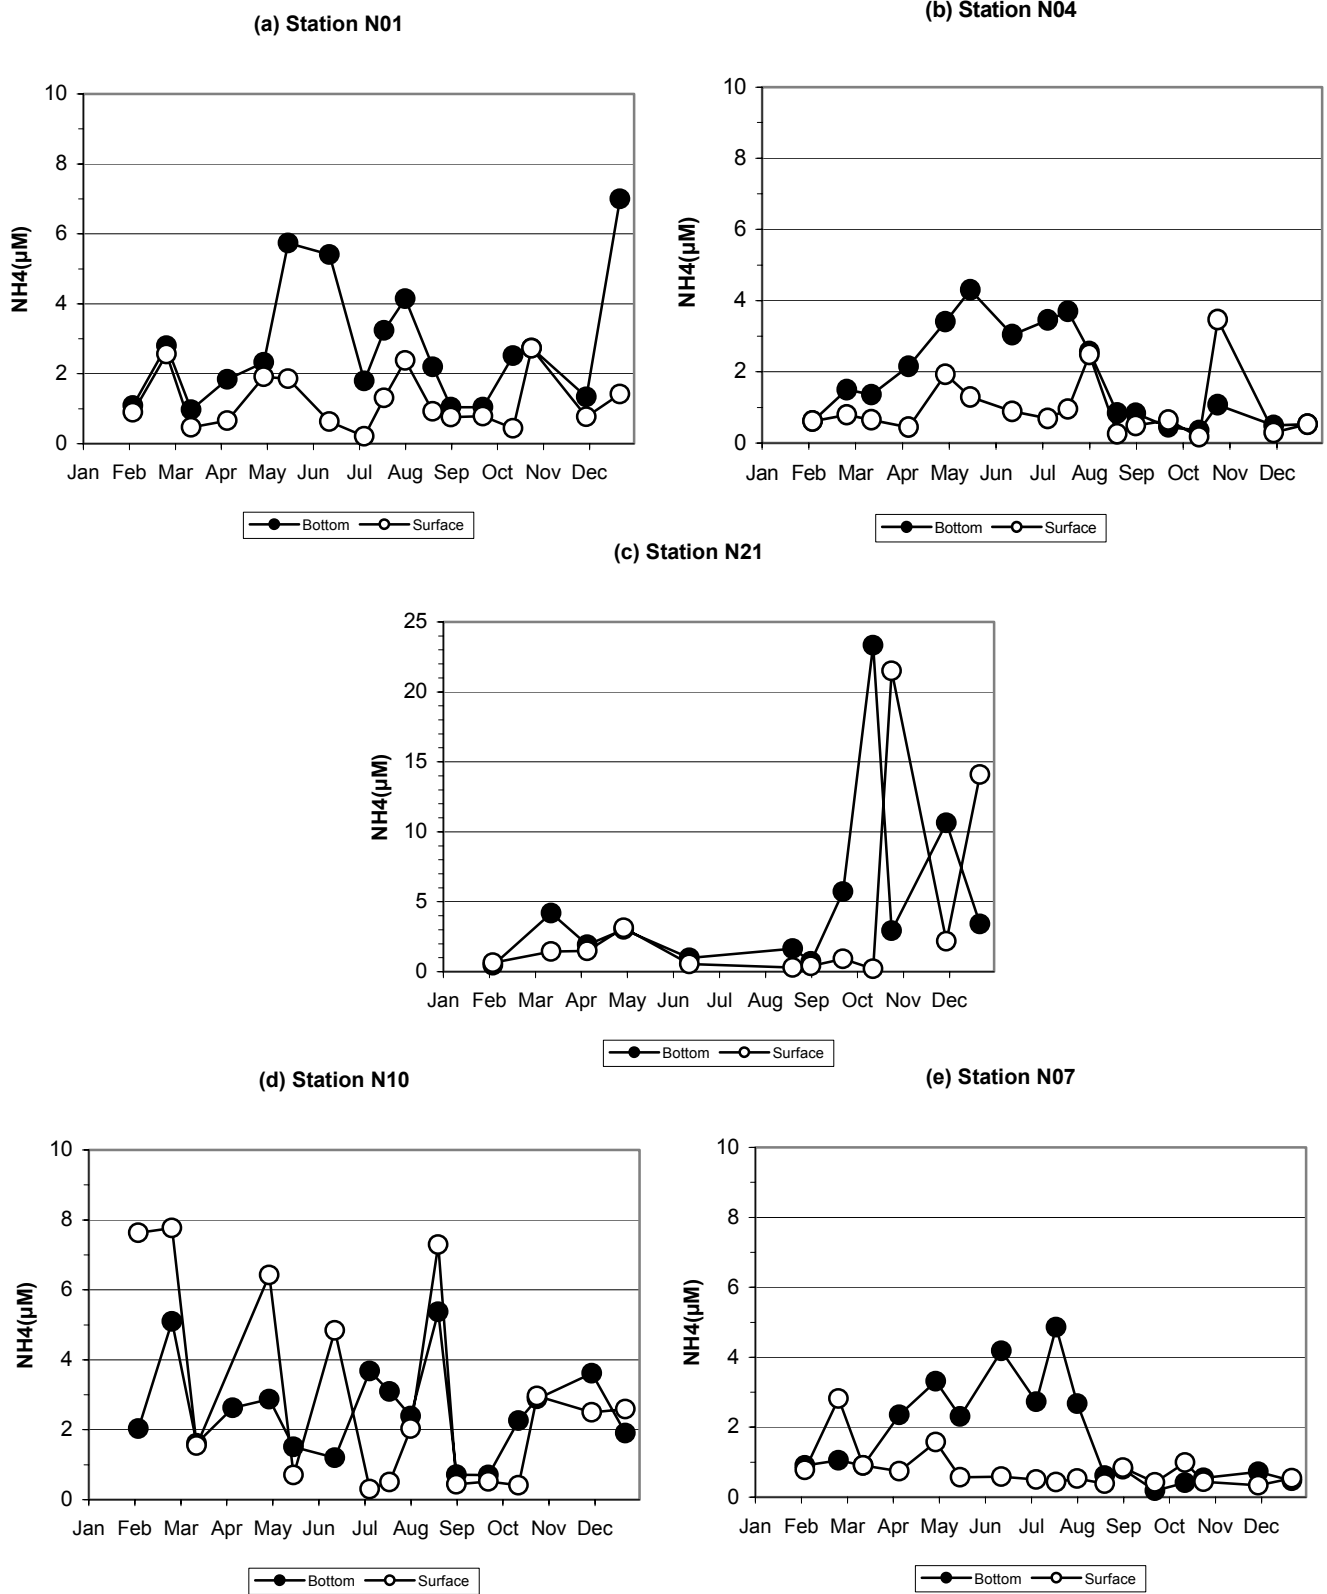 (a) Station N01
10
8
6
4
2
0
NH4(µM)
Jan Feb Mar Apr May Jun Jul Aug Sep Oct Nov Dec
Bottom Surface
(b) Station N04
10
8
6
4
2
0
NH4(µM)
Jan Feb Mar Apr May Jun Jul Aug Sep Oct Nov Dec
Bottom Surface
(c) Station N21
25
20
15
10
5
0
NH4(µM)
Jan Feb Mar Apr May Jun Jul Aug Sep Oct Nov Dec
Bottom Surface
(d) Station N10
10
8
6
4
2
0
NH4(µM)
Jan Feb Mar Apr May Jun Jul Aug Sep Oct Nov Dec
Bottom Surface
(e) Station N07
10
8
6
4
2
0
NH4(µM)
Jan Feb Mar Apr May Jun Jul Aug Sep Oct Nov Dec
Bottom Surface